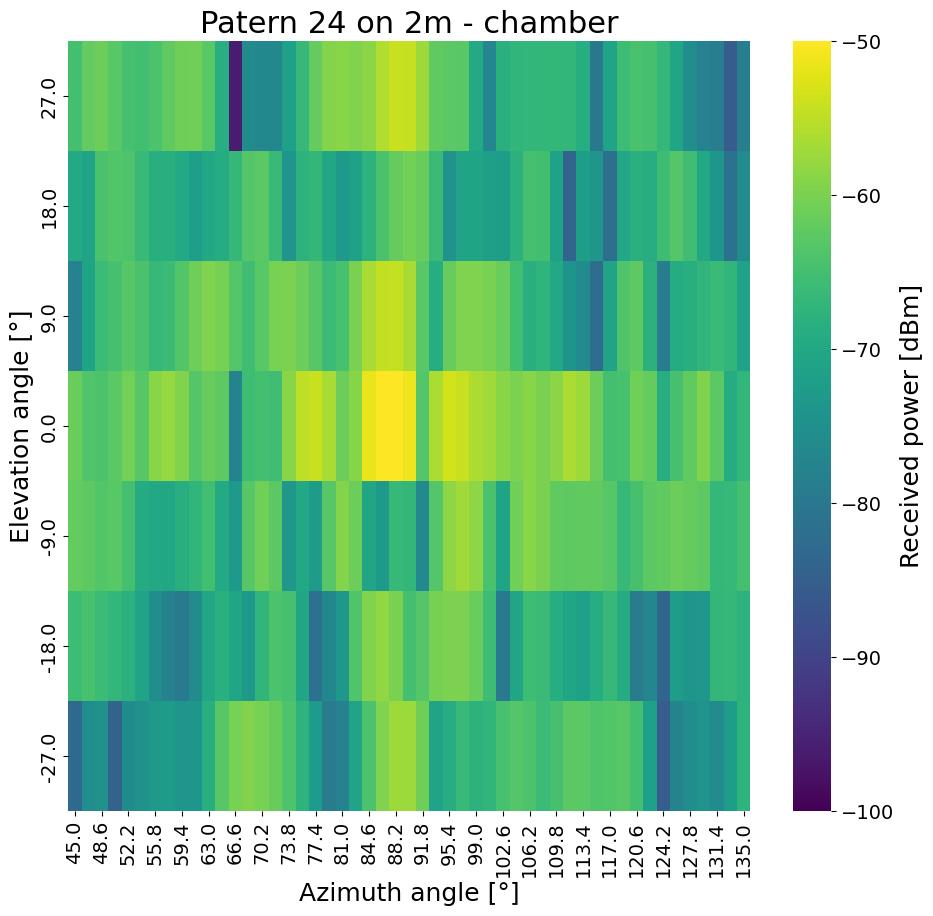 Patern 24 on 2m - chamber
Elevation angle [°]
27.0
18.0
9.0
0.0
-9.0
-18.0
-27.0
45.0 48.6 52.2 55.8 59.4 63.0 66.6 70.2 73.8 77.4 81.0 84.6 88.2 91.8 95.4 99.0 102.6 106.2 109.8 113.4 117.0 120.6 124.2 127.8 131.4 135.0
Azimuth angle [°]
−50
−60
−70
−80
−90
−100
Received power [dBm]